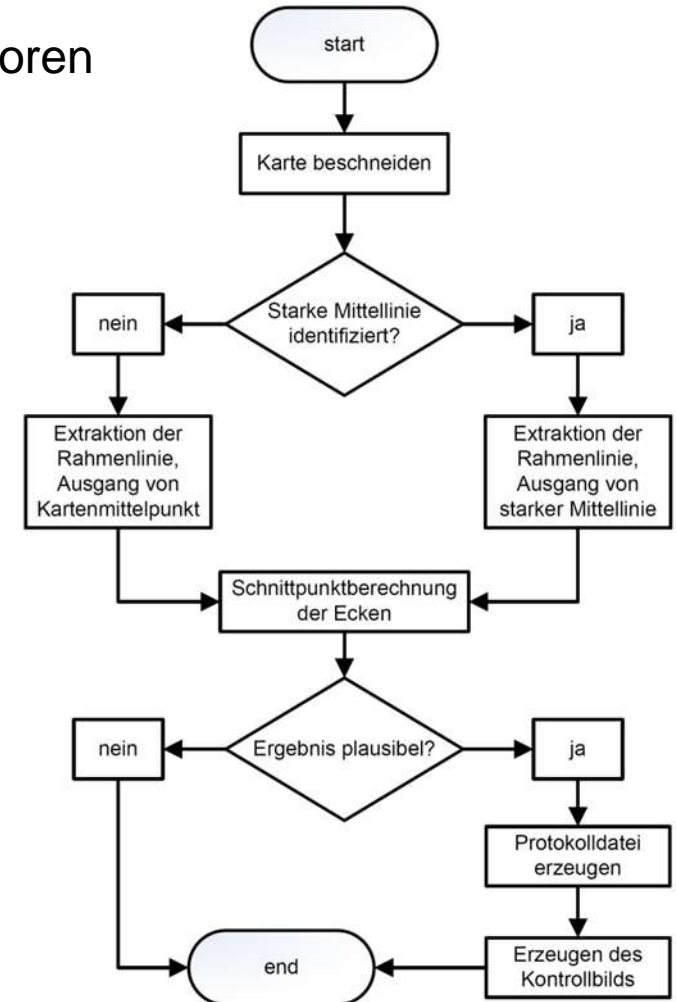 oren
start
Karte beschneiden
Starke Mittellinie
identifiziert?
nein
ja
Extraktion der
Rahmenlinie,
Ausgang von
Kartenmittelpunkt
Extraktion der
Rahmenlinie,
Ausgang von
starker Mittellinie
Schnittpunktberechnung
der Ecken
Ergebnis plausibel?
nein
ja
Protokolldatei
erzeugen
Erzeugen des
Kontrollbilds
end